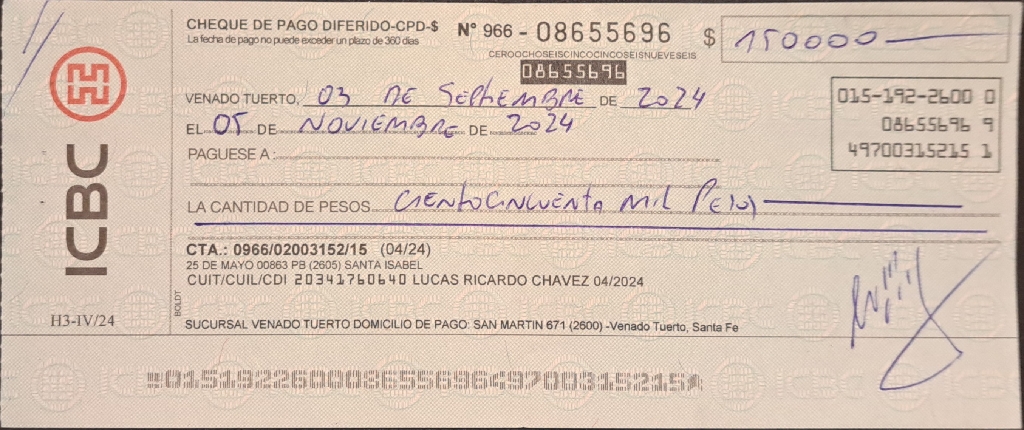 CHEQUE DE PAGO DIFERIDO-CPD-$ Nº 966 - 08655696 $ 150000
La fecha de pago no puede exceder un plazo de 360 dias
CEROOCHOSEISCINCOCINCOSEISNUEVESEIS
08655696
VENADO TUERTO, 03 DE SEPTIEMBRE DE 2024
EL 05 DE NOVIEMBRE DE 2024
PAGUESE A :
015-192-2600 0
08655696 9
49700315215 1
LA CANTIDAD DE PESOS CIENTOCINCUENTA MIL PESOS
ICBC
CTA.: 0966/02003152/15 (04/24)
25 DE MAYO 00863 PB (2605) SANTA ISABEL
CUIT/CUIL/CDI 20341760640 LUCAS RICARDO CHAVEZ 04/2024
BOLDT
H3-IV/24
SUCURSAL VENADO TUERTO DOMICILIO DE PAGO: SAN MARTIN 671 (2600) -Venado Tuerto, Santa Fe
01519226000865569649700315215